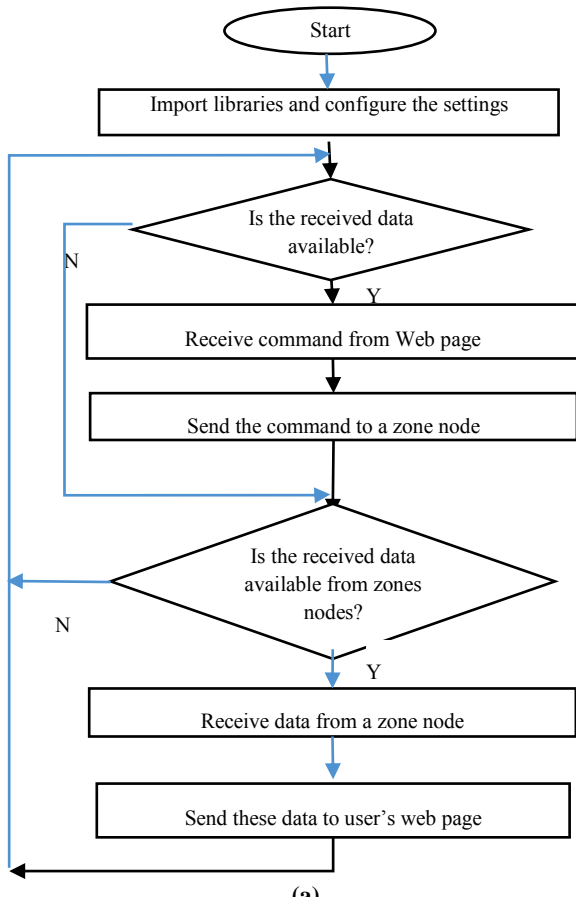 Start
Import libraries and configure the settings
Is the received data
available?
N
Y
Receive command from Web page
Send the command to a zone node
Is the received data
available from zones
nodes?
N
Y
Receive data from a zone node
Send these data to user's web page
(a)